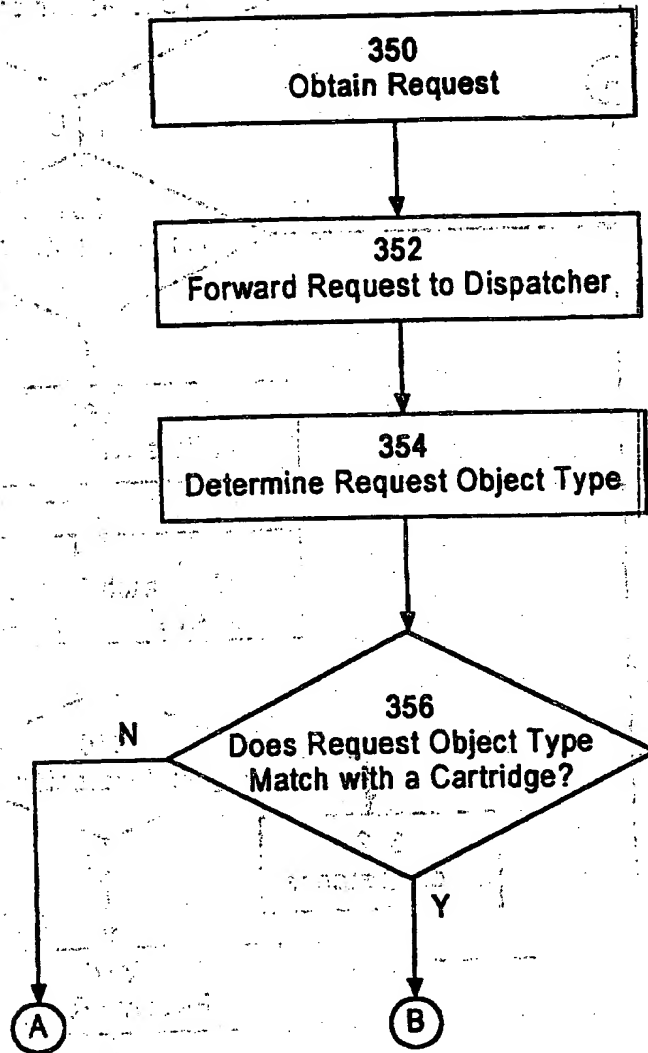 350
Obtain Request
352
Forward Request to Dispatcher
354
Determine Request Object Type
356
Does Request Object Type
Match with a Cartridge?
N
Y
A
B